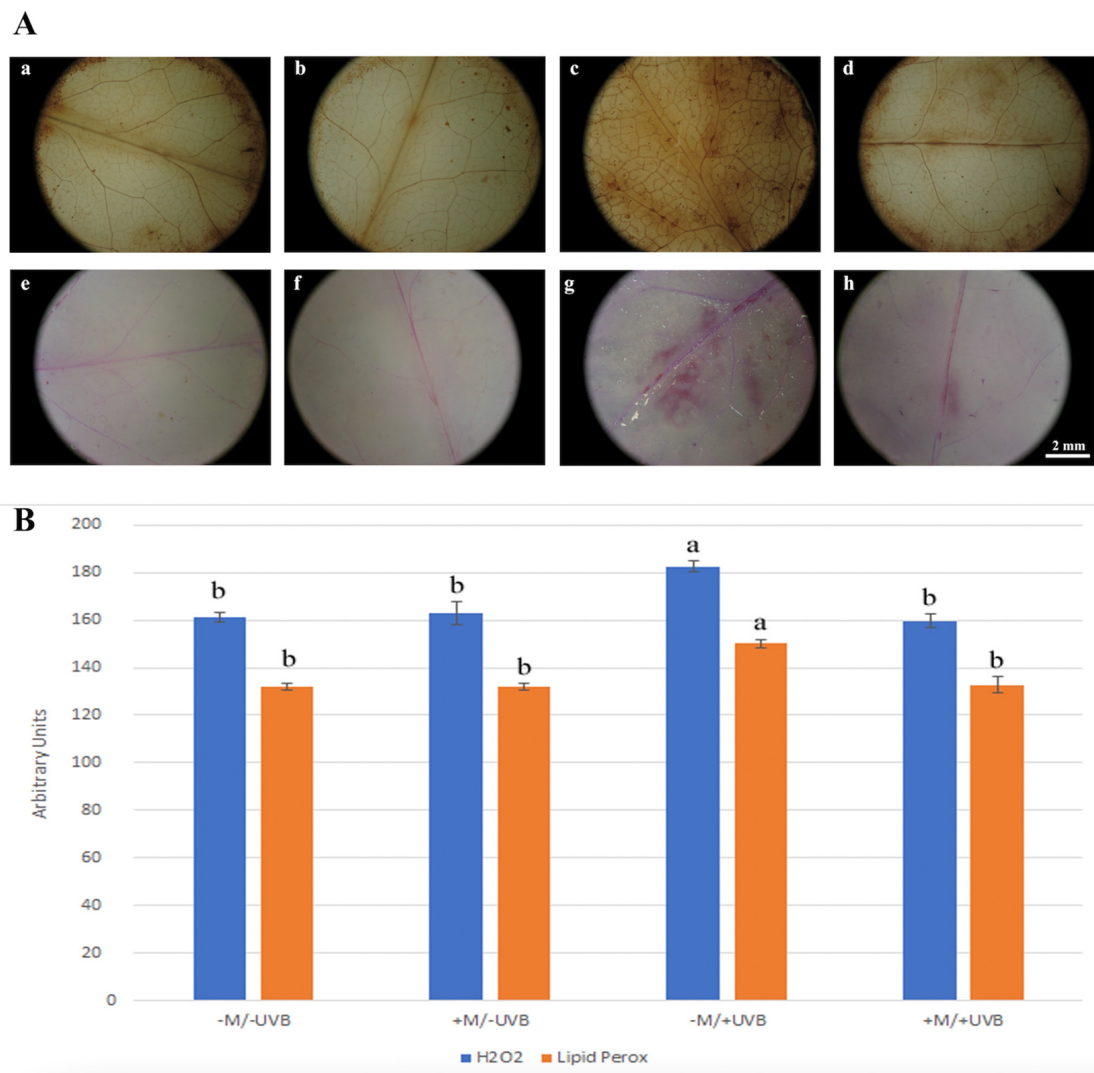 A
a b c d
e f g h
2 mm
B
200
180
160
140
120
100
80
60
40
20
0
Arbitrary Units
b b b b a a b b
-M/-UVB +M/-UVB -M/+UVB +M/+UVB
H2O2 Lipid Perox